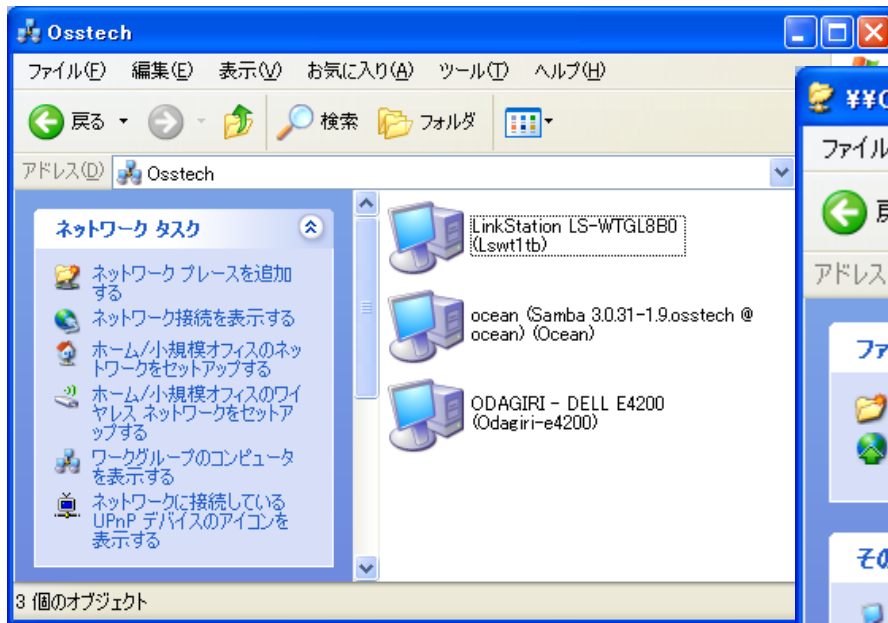 Osstech
ファイル(F) 編集(E) 表示(V) お気に入り(A) ツール(T) ヘルプ(H)
戻る 検索 フォルダ
アドレス(D) Osstech
ネットワーク タスク
ネットワーク プレースを追加
する
ネットワーク接続を表示する
ホーム/小規模オフィスのネッ
トワークをセットアップする
ホーム/小規模オフィスのワイ
ヤレス ネットワークをセットア
ップする
ワークグループのコンピュータ
を表示する
ネットワークに接続している
UPnP デバイスのアイコンを
表示する
LinkStation LS-WTGL8B0
(Lswt1tb)
ocean (Samba 3.0.31-1.9.osstech @
ocean) (Ocean)
ODAGIRI - DELL E4200
(Odagiri-e4200)
3 個のオブジェクト
ファイル
アドレス
ファ
その